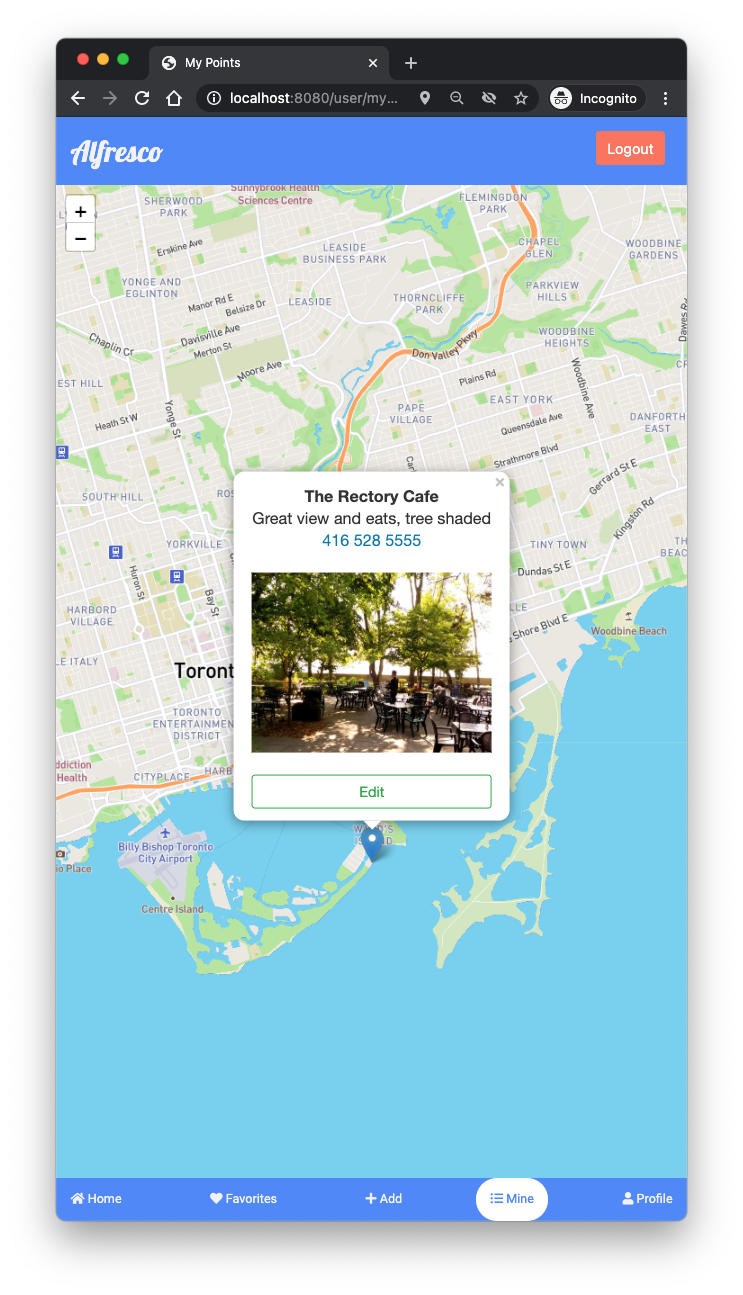 My Points
localhost:8080/user/my...
Incognito
Alfresco
Logout
+
−
Sunnybrook Health
Sciences Centre
SHERWOOD
PARK
FLEMINGDON
PARK
Erskine Ave
LEASIDE
BUSINESS PARK
CHAPEL
GLEN
WOODBINE
GARDENS
YONGE AND
EGLINTON
Manor Rd E
Belsize Dr
LEASIDE
THORNCLIFFE
PARK
PARKVIEW
HILLS
Dawes Rd
Chaplin Cr
Davisville Ave
Merton St
Don Valley Pkwy
WOODBINE
HEIGHTS
Moore Ave
Plains Rd
Woodbine Ave
EST HILL
Heath St W
Yonge St
PAPE
VILLAGE
EAST YORK
Queensdale Ave
DANFORTH
EAST
Strathmore Blvd
Gerrard St E
SOUTH HILL
Kingston Rd
The Rectory Cafe
Great view and eats, tree shaded
416 528 5555
Edit
YORKVILLE
TINY TOWN
THE
BEAC
Huron St
Bay St
Dundas St E
HARBORD
VILLAGE
Shore Blvd E
Woodbine Beach
LE ITALY
Toront
TORONTO
ENTERTAINMEN
DISTRICT
ddiction
Health
CITYPLACE
HARB
Billy Bishop Toronto
City Airport
io Place
Centre Island
Home
Favorites
Add
Mine
Profile